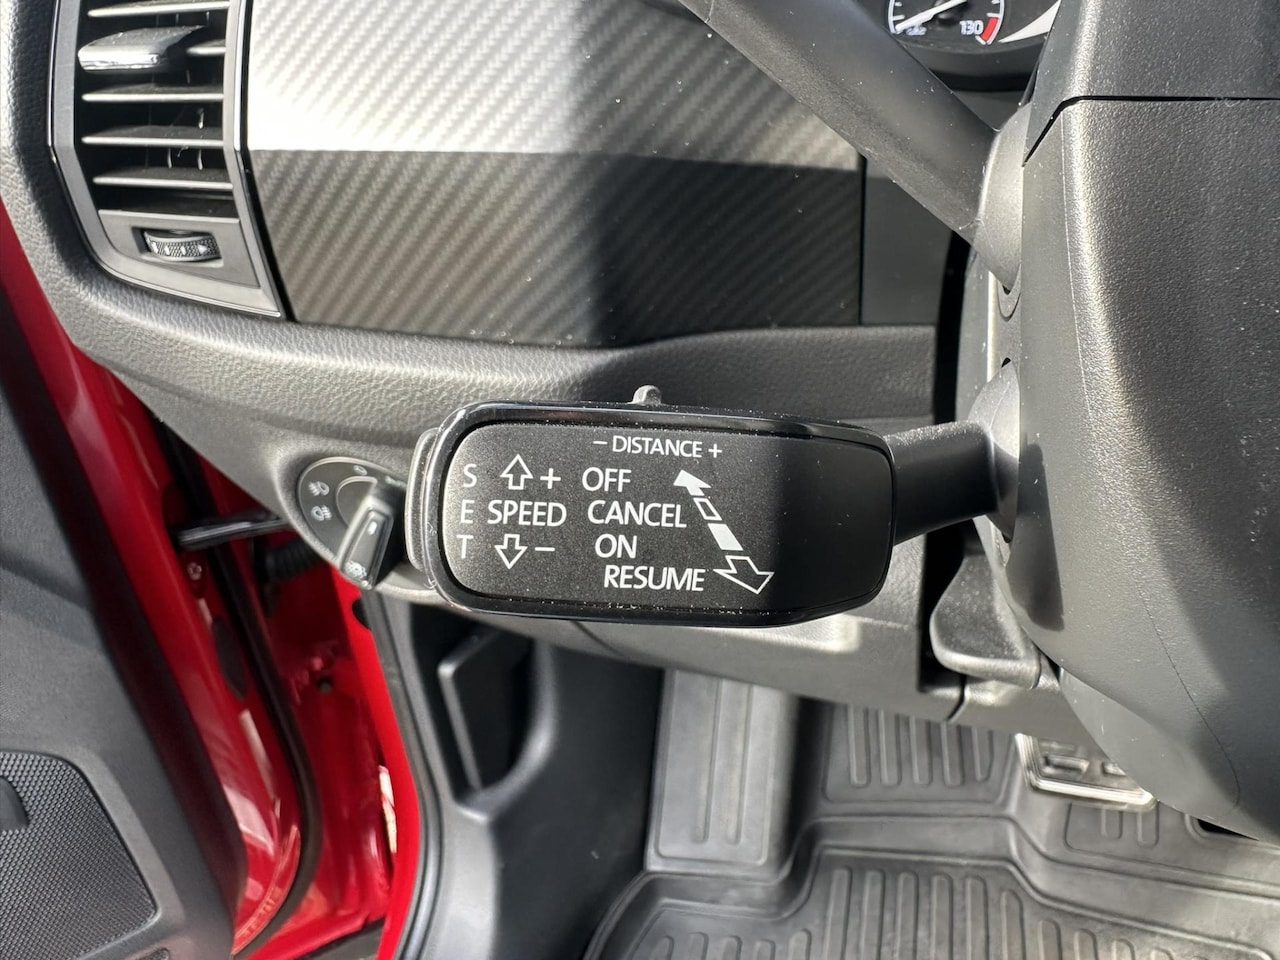 130
– DISTANCE +
S + OFF
E SPEED CANCEL
T – ON
RESUME